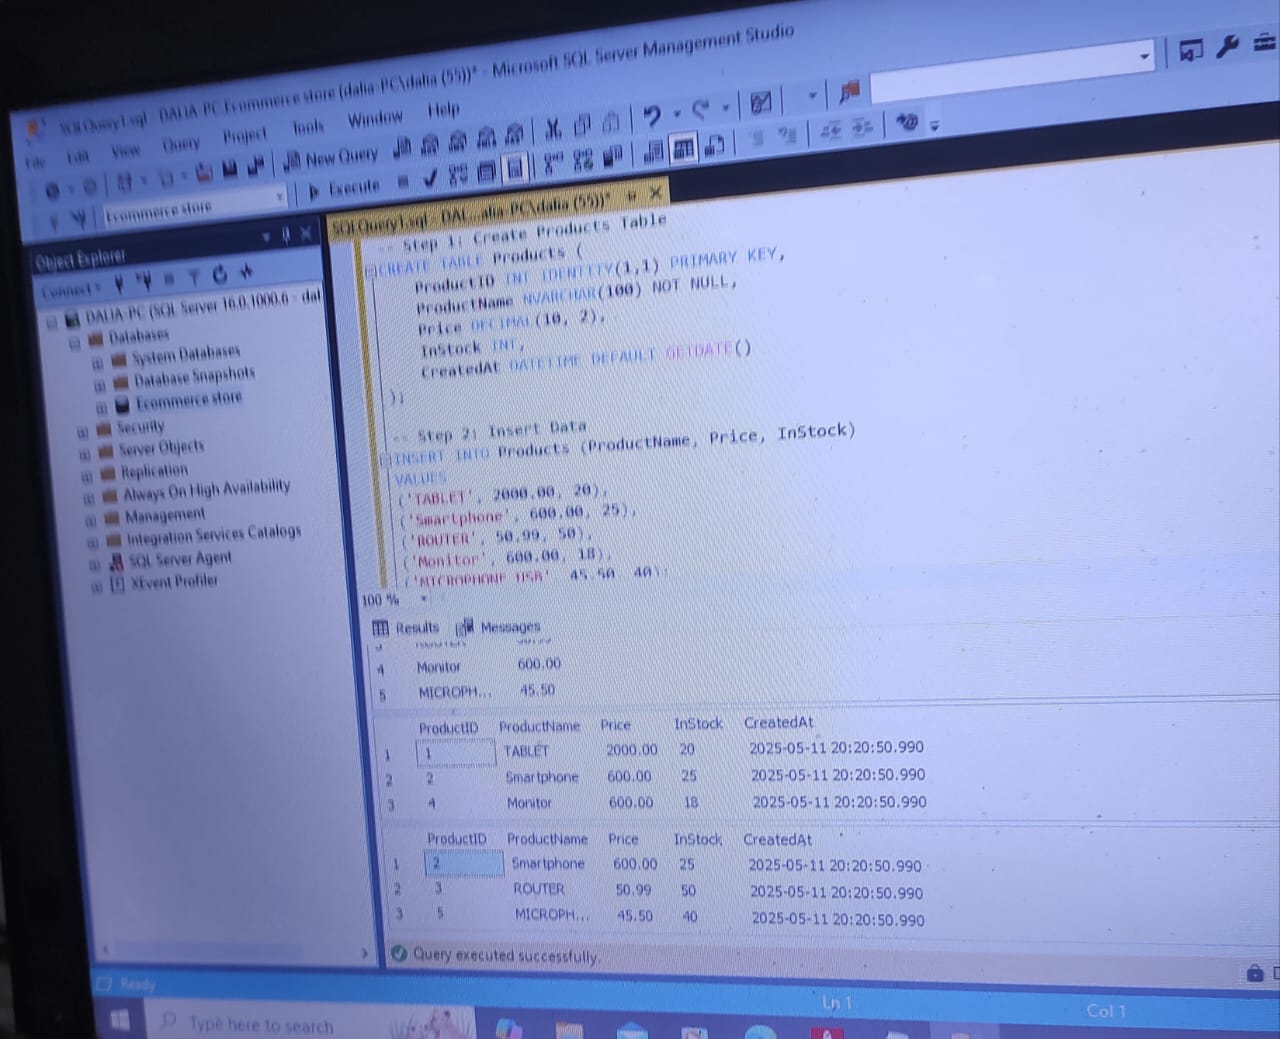 SQLQuery1.sql - DALIA-PC.Ecommerce store (dalia-PC\dalia (55))* - Microsoft SQL Server Management Studio
File Edit View Query Project Tools Window Help
New Query
Ecommerce store
Execute
Object Explorer
Connect
DALIA-PC (SQL Server 16.0.1000.6 - dal
Databases
System Databases
Database Snapshots
Ecommerce store
Security
Server Objects
Replication
Always On High Availability
Management
Integration Services Catalogs
SQL Server Agent
XEvent Profiler
SQLQuery1.sql - DAL...alia-PC\dalia (55))*
-- Step 1: Create Products Table
CREATE TABLE Products (
ProductID INT IDENTITY(1,1) PRIMARY KEY,
ProductName NVARCHAR(100) NOT NULL,
Price DECIMAL(10, 2),
InStock INT,
CreatedAt DATETIME DEFAULT GETDATE()
);
-- Step 2: Insert Data
INSERT INTO Products (ProductName, Price, InStock)
VALUES
('TABLET', 2000.00, 20),
('Smartphone', 600.00, 25),
('ROUTER', 50.99, 50),
('Monitor', 600.00, 18),
('MICROPHONE USB', 45.50, 40);
100 %
Results Messages
3 ROUTER 50.99
4 Monitor 600.00
5 MICROPH... 45.50
ProductID ProductName Price InStock CreatedAt
1 1 TABLET 2000.00 20 2025-05-11 20:20:50.990
2 2 Smartphone 600.00 25 2025-05-11 20:20:50.990
3 4 Monitor 600.00 18 2025-05-11 20:20:50.990
ProductID ProductName Price InStock CreatedAt
1 2 Smartphone 600.00 25 2025-05-11 20:20:50.990
2 3 ROUTER 50.99 50 2025-05-11 20:20:50.990
3 5 MICROPH... 45.50 40 2025-05-11 20:20:50.990
Query executed successfully.
Ready
Ln 1
Col 1
Type here to search